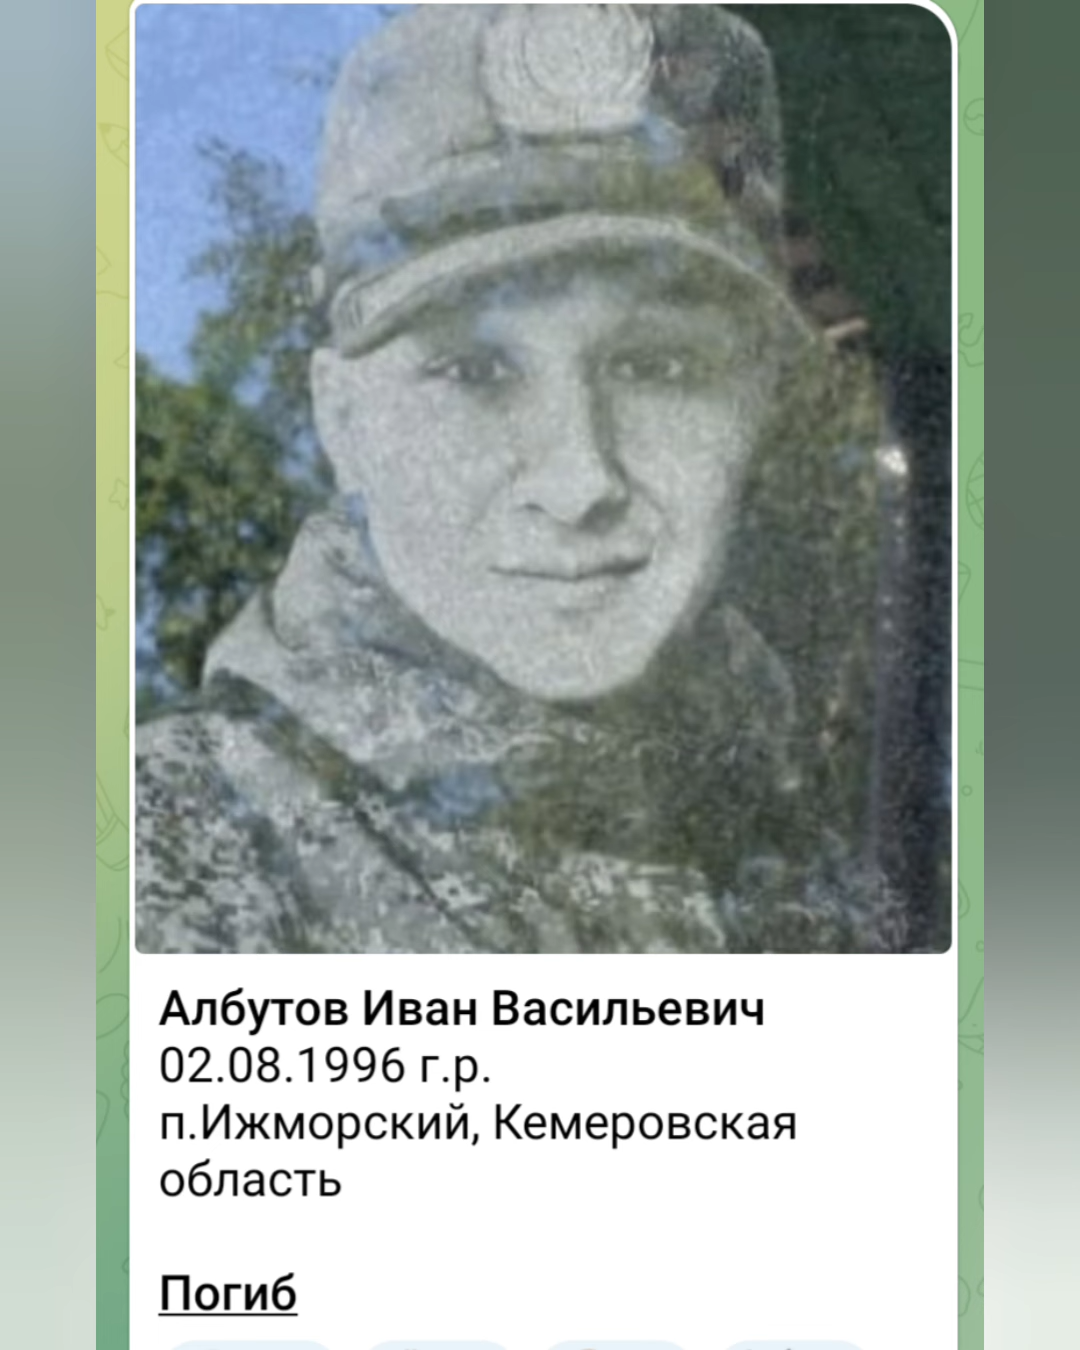 Албутов Иван Васильевич
02.08.1996 г.р.
п.Ижморский, Кемеровская
область
Погиб